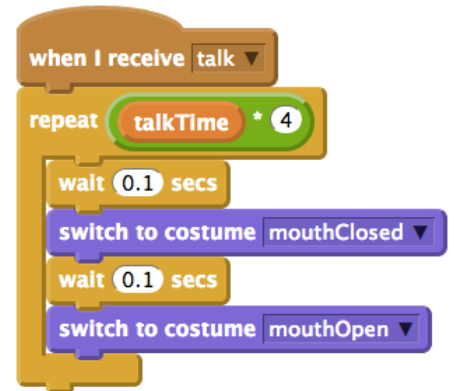 when I receive talk
repeat talkTime * 4
wait 0.1 secs
switch to costume mouthClosed
wait 0.1 secs
switch to costume mouthOpen